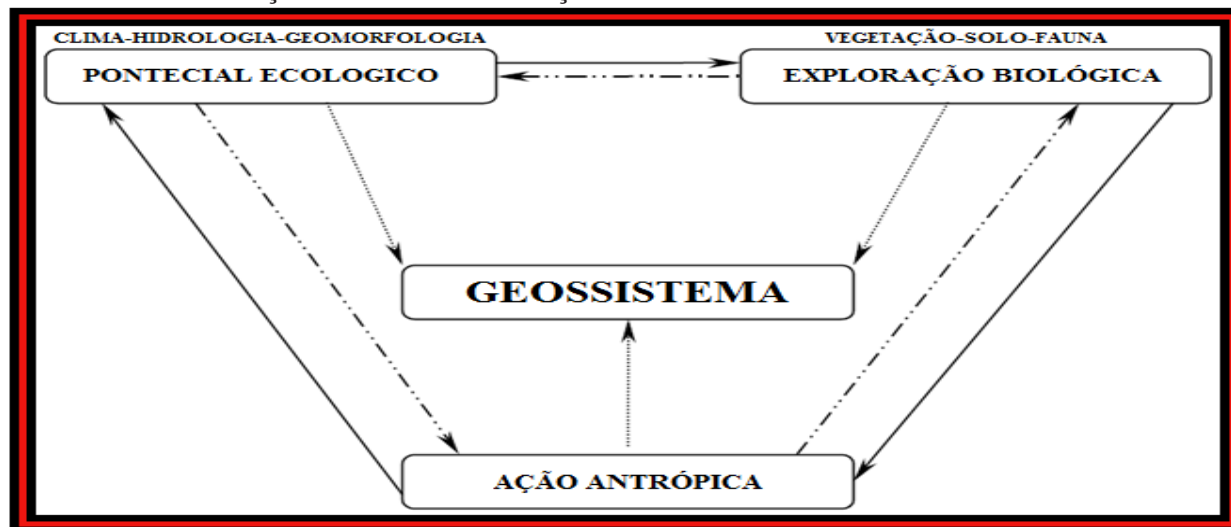 CLIMA-HIDROLOGIA-GEOMORFOLOGIA
VEGETAÇÃO-SOLO-FAUNA
PONTECIAL ECOLOGICO
EXPLORAÇÃO BIOLÓGICA
GEOSSISTEMA
AÇÃO ANTRÓPICA